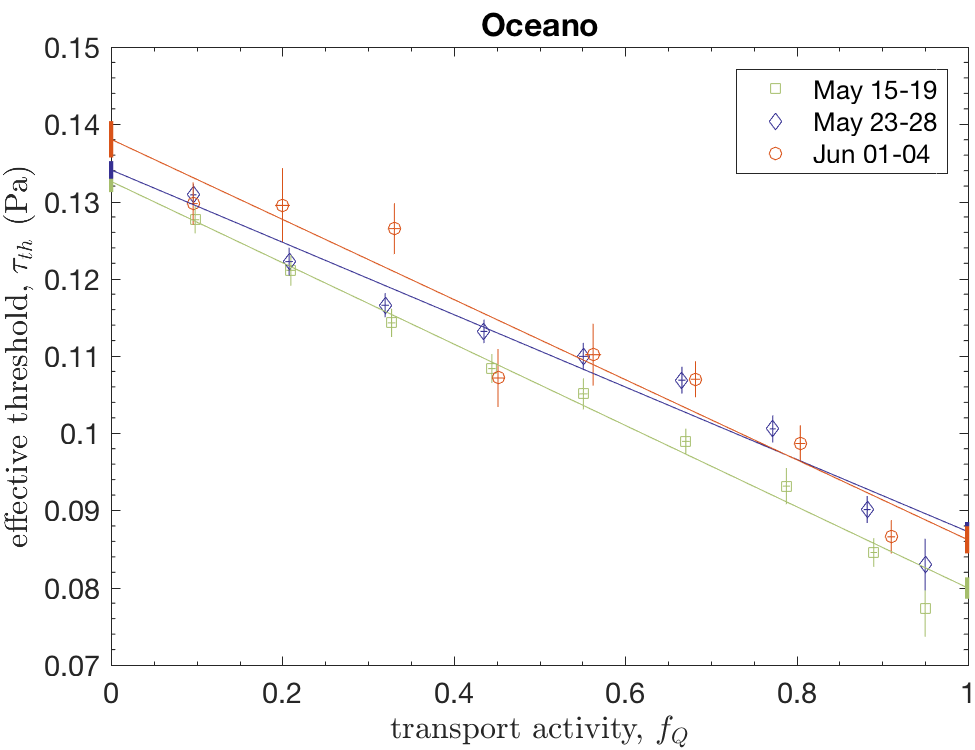 Oceano
0.15
0.14
0.13
0.12
0.11
0.1
0.09
0.08
0.07
effective threshold, τth (Pa)
May 15-19
May 23-28
Jun 01-04
0 0.2 0.4 0.6 0.8 1
transport activity, fQ